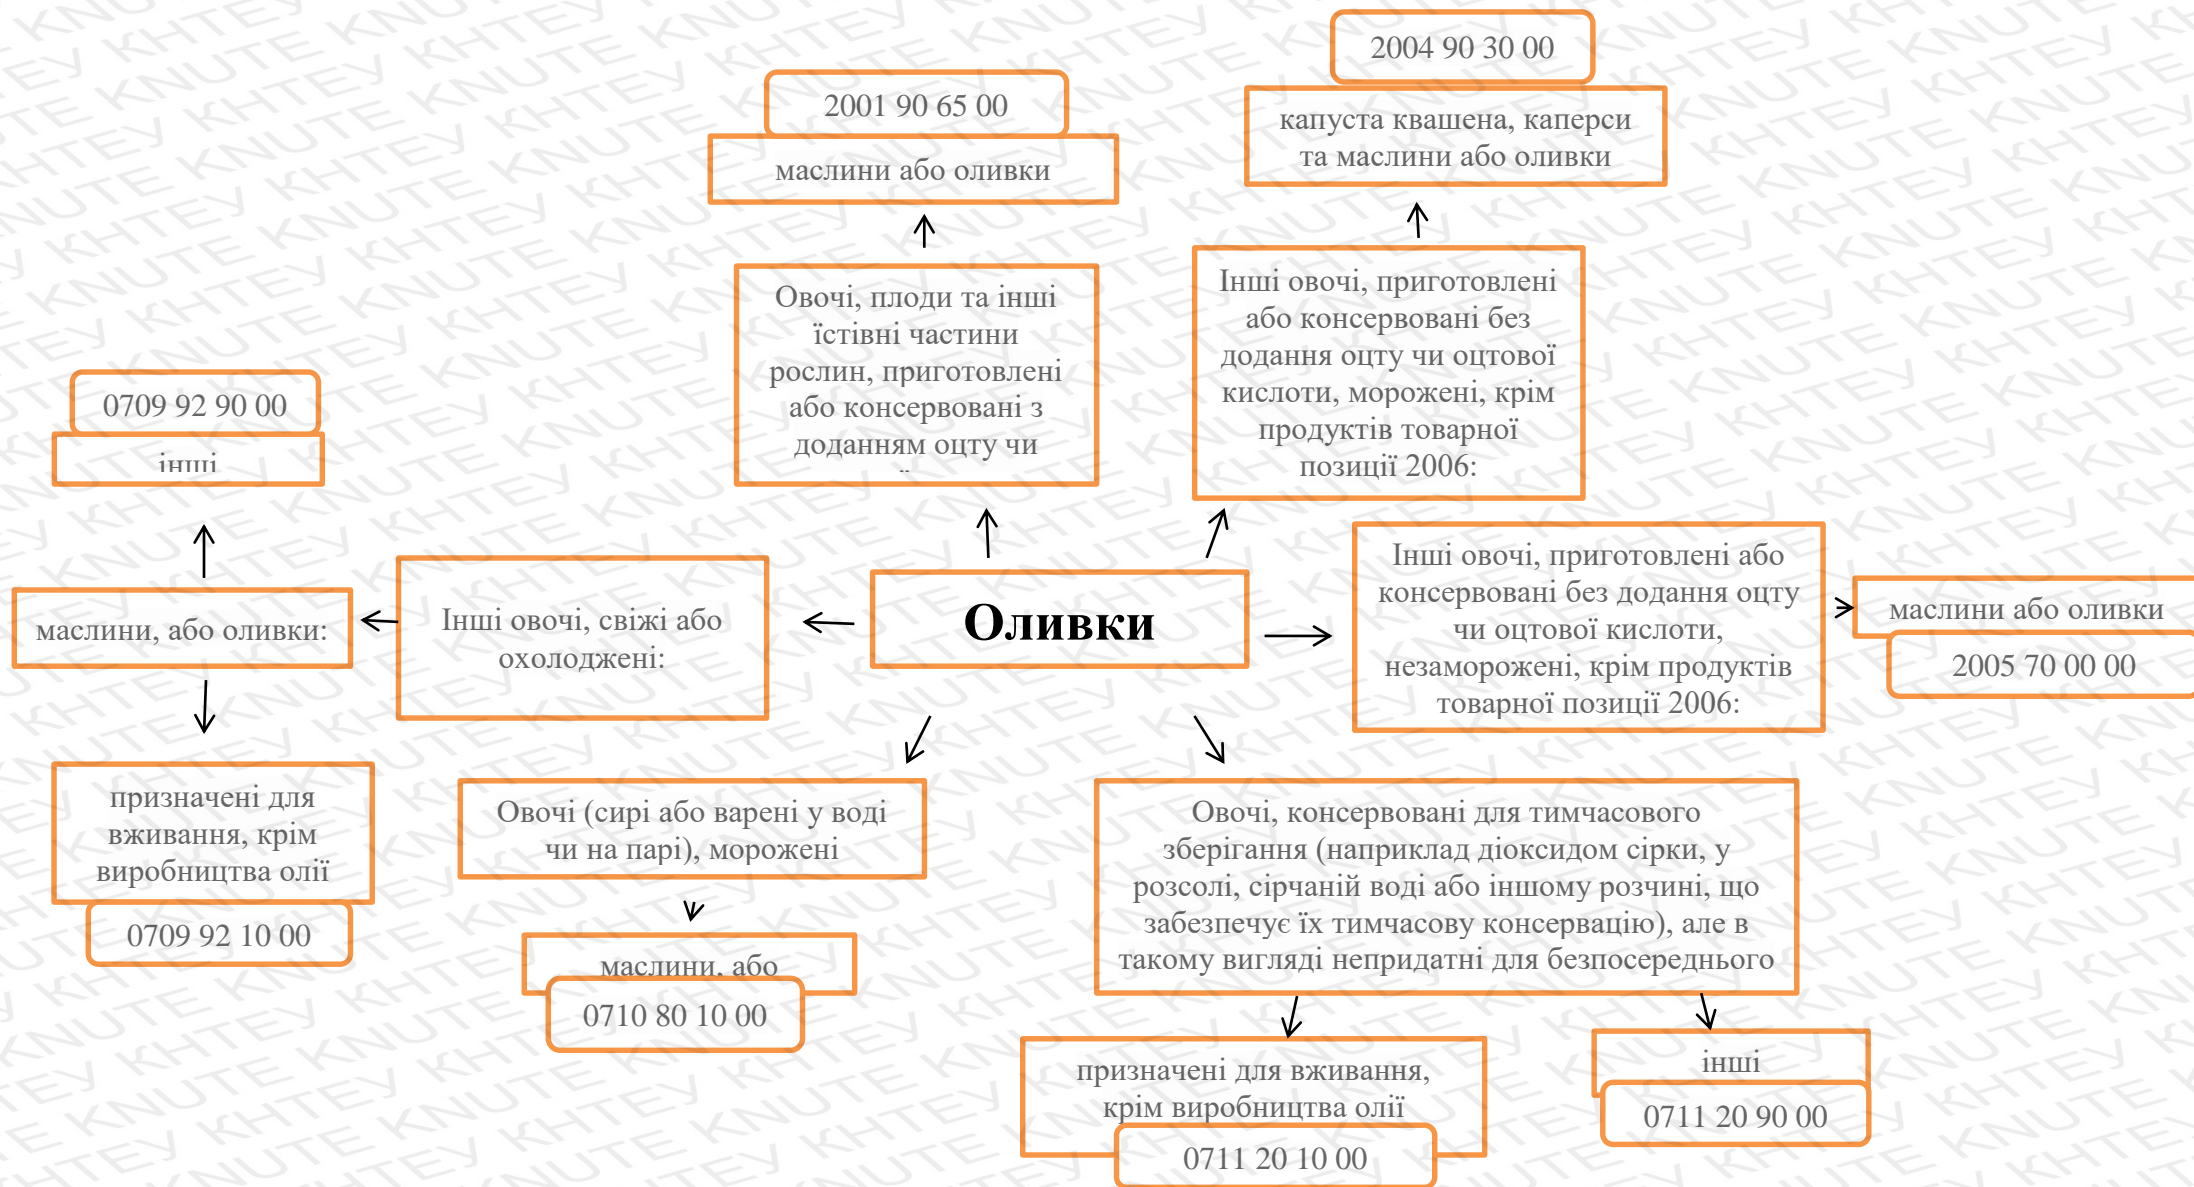 2004 90 30 00
капуста квашена, каперси
та маслини або оливки
2001 90 65 00
маслини або оливки
Інші овочі, приготовлені
або консервовані без
додання оцту чи оцтової
кислоти, морожені, крім
продуктів товарної
позиції 2006:
Овочі, плоди та інші
їстівні частини
рослин, приготовлені
або консервовані з
доданням оцту чи
0709 92 90 00
інші
маслини, або оливки:
Інші овочі, свіжі або
охолоджені:
Оливки
Інші овочі, приготовлені або
консервовані без додання оцту
чи оцтової кислоти,
незаморожені, крім продуктів
товарної позиції 2006:
маслини або оливки
2005 70 00 00
призначені для
вживання, крім
виробництва олії
0709 92 10 00
Овочі (сирі або варені у воді
чи на парі), морожені
маслини, або
0710 80 10 00
Овочі, консервовані для тимчасового
зберігання (наприклад діоксидом сірки, у
розсолі, сірчаній воді або іншому розчині, що
забезпечує їх тимчасову консервацію), але в
такому вигляді непридатні для безпосереднього
призначені для вживання,
крім виробництва олії
0711 20 10 00
інші
0711 20 90 00